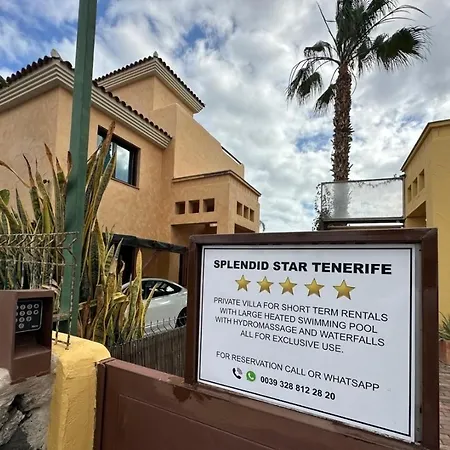 SPLENDID STAR TENERIFE
PRIVATE VILLA FOR SHORT TERM RENTALS
WITH LARGE HEATED SWIMMING POOL
WITH HYDROMASSAGE AND WATERFALLS
ALL FOR EXCLUSIVE USE.
FOR RESERVATION CALL OR WHATSAPP
0039 328 812 28 20